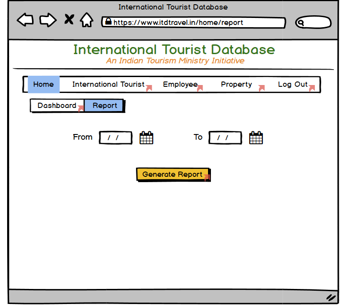 International Tourist Database
https://www.itdtravel.in/home/report
International Tourist Database
An Indian Tourism Ministry Initiative
Home International Tourist Employee Property Log Out
Dashboard Report
From / / To / /
Generate Report